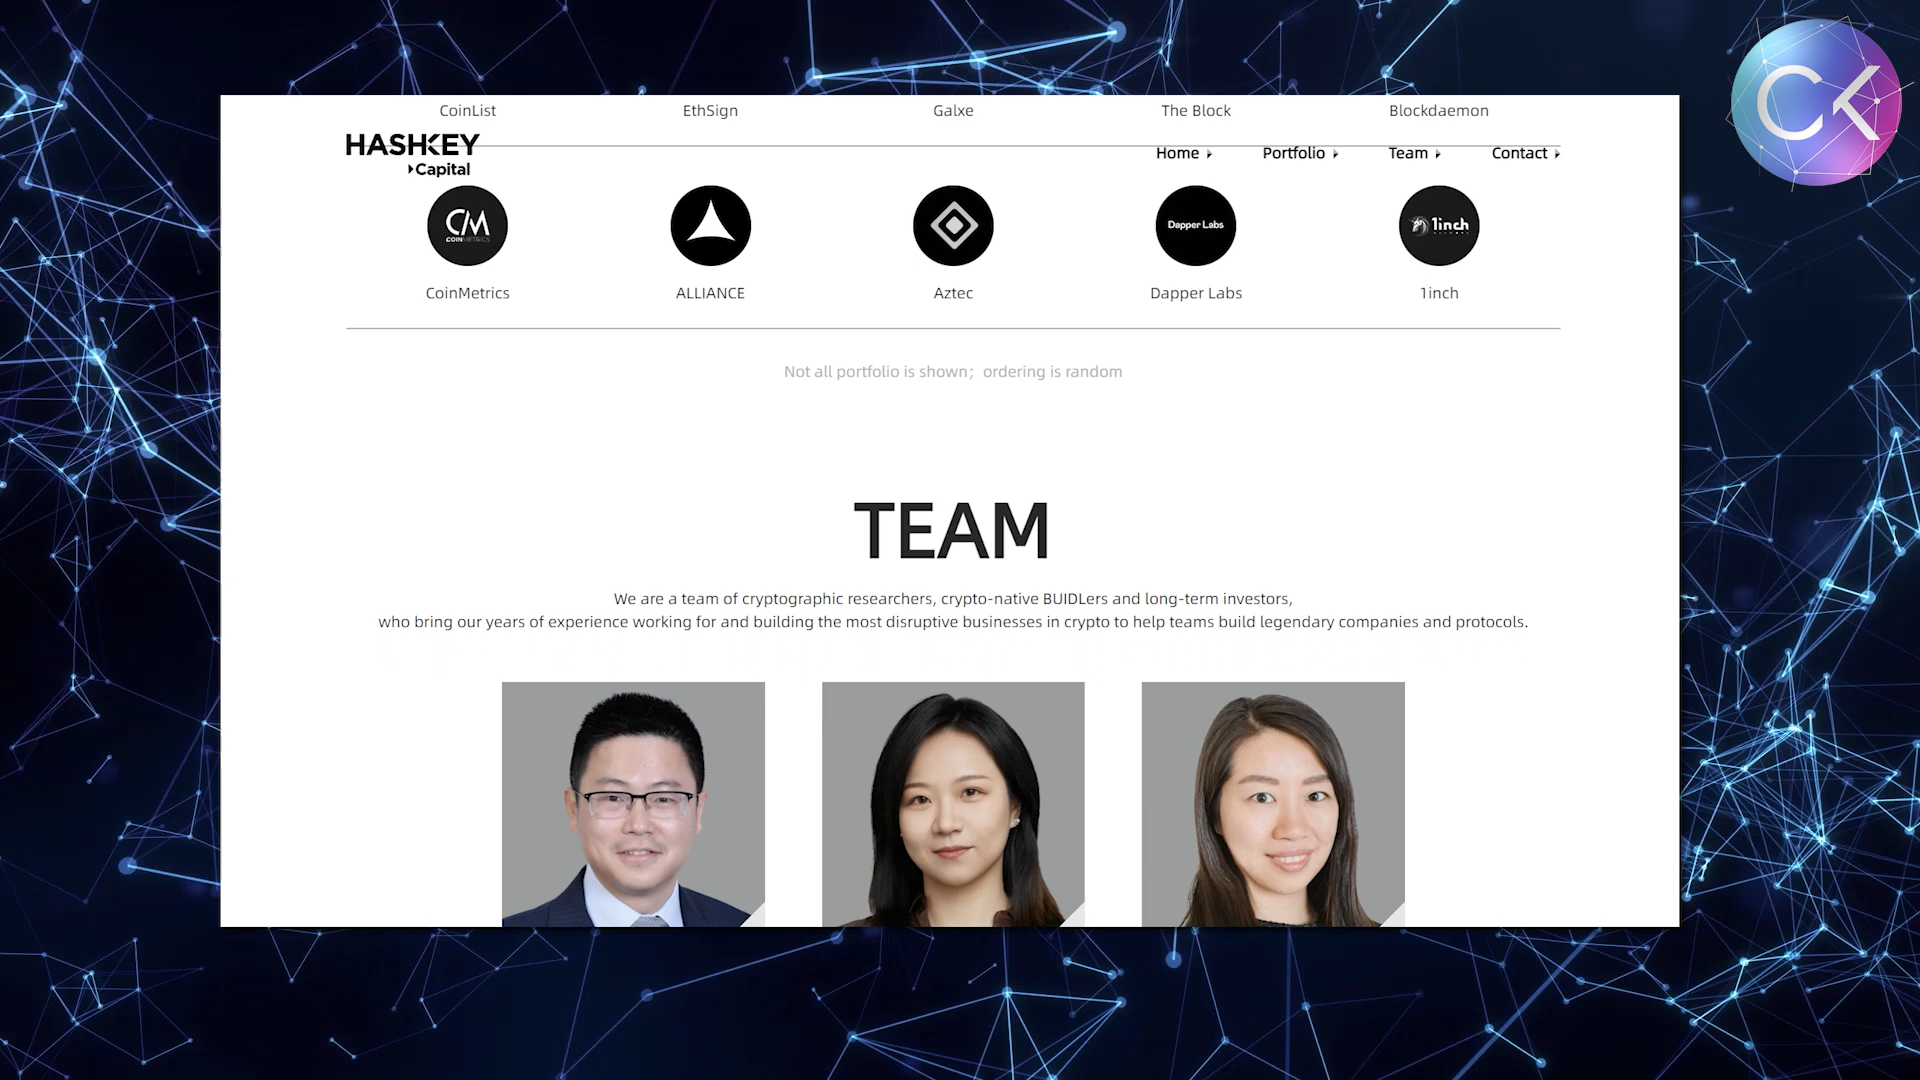 CK
CoinList
EthSign
Galxe
The Block
Blockdaemon
HASHKEY
Capital
Home
Portfolio
Team
Contact
CM
COINMETRICS
Dapper Labs
1inch
CoinMetrics
ALLIANCE
Aztec
Dapper Labs
1inch
Not all portfolio is shown；ordering is random
TEAM
We are a team of cryptographic researchers, crypto-native BUIDLers and long-term investors,
who bring our years of experience working for and building the most disruptive businesses in crypto to help teams build legendary companies and protocols.